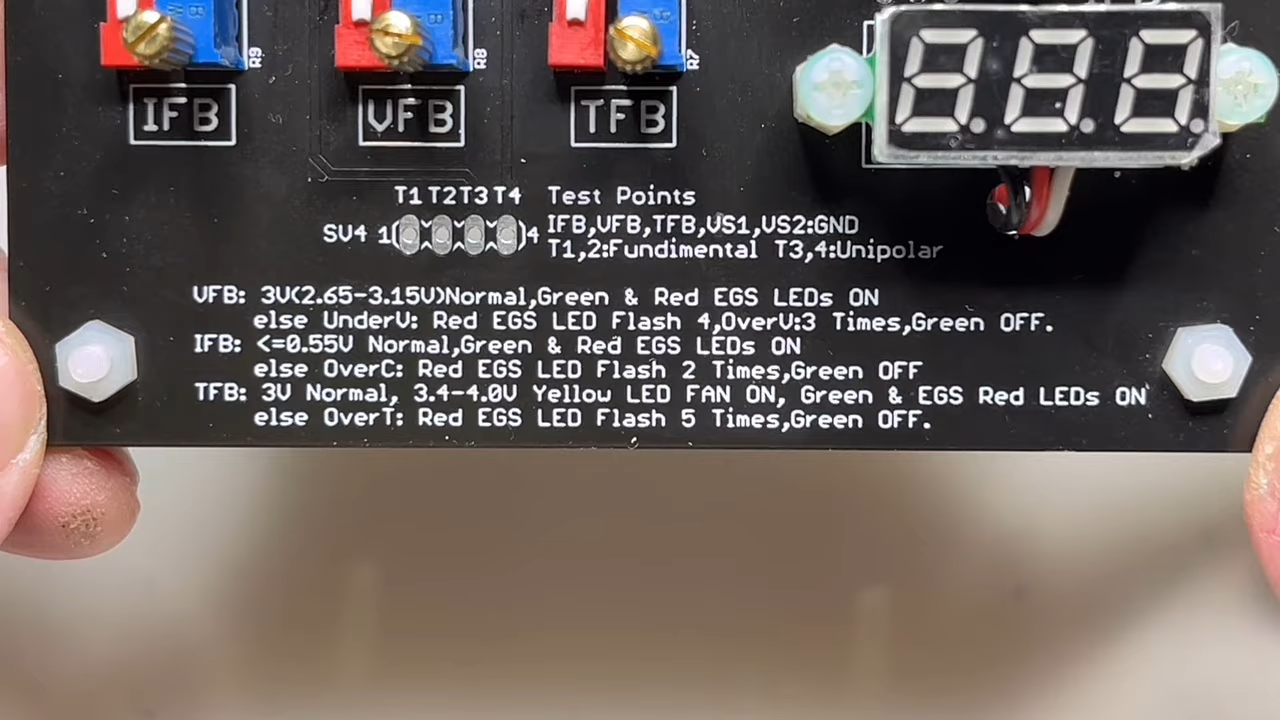 R9
R8
R7
IFB
VFB
TFB
T1 T2 T3 T4 Test Points
SV4 1( )4 IFB,VFB,TFB,VS1,VS2:GND
T1,2:Fundimental T3,4:Unipolar
VFB: 3V(2.65-3.15V)Normal,Green & Red EGS LEDs ON
else UnderV: Red EGS LED Flash 4,OverV:3 Times,Green OFF.
IFB: <=0.55V Normal,Green & Red EGS LEDs ON
else OverC: Red EGS LED Flash 2 Times,Green OFF
TFB: 3V Normal, 3.4-4.0V Yellow LED FAN ON, Green & EGS Red LEDs ON
else OverT: Red EGS LED Flash 5 Times,Green OFF.